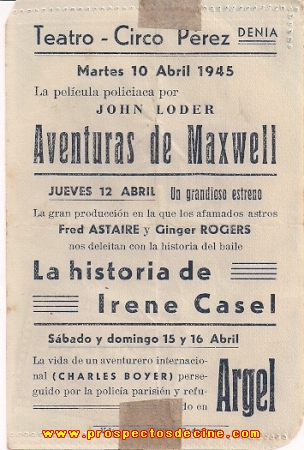 Teatro - Circo Pérez DENIA
Martes 10 Abril 1945
La película policiaca por
JOHN LODER
Aventuras de Maxwell
JUEVES 12 ABRIL Un grandioso estreno
La gran producción en la que los afamados astros
Fred ASTAIRE y Ginger ROGERS
nos deleitan con la historia del baile
La historia de
Irene Casel
Sábado y domingo 15 y 16 Abril
La vida de un aventurero internacio-
nal (CHARLES BOYER) perse-
guido por la policía parisién y refu-
do en
Argel
www.prospectosdecine.com